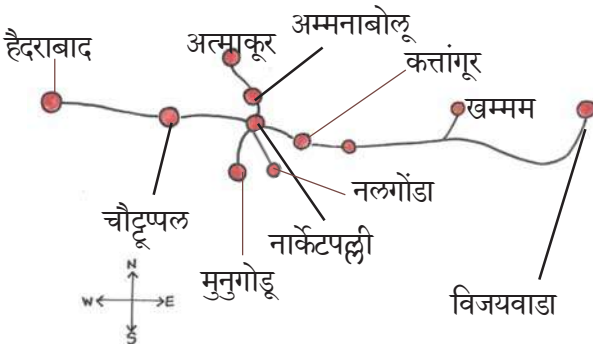 अम्मनाबोलू
हैदराबाद
अत्माकूर
कत्तांगूर
खम्मम
नलगोंडा
चौट्टूप्पल
नार्केटपल्ली
मुनुगोडू
विजयवाडा
N
W E
S